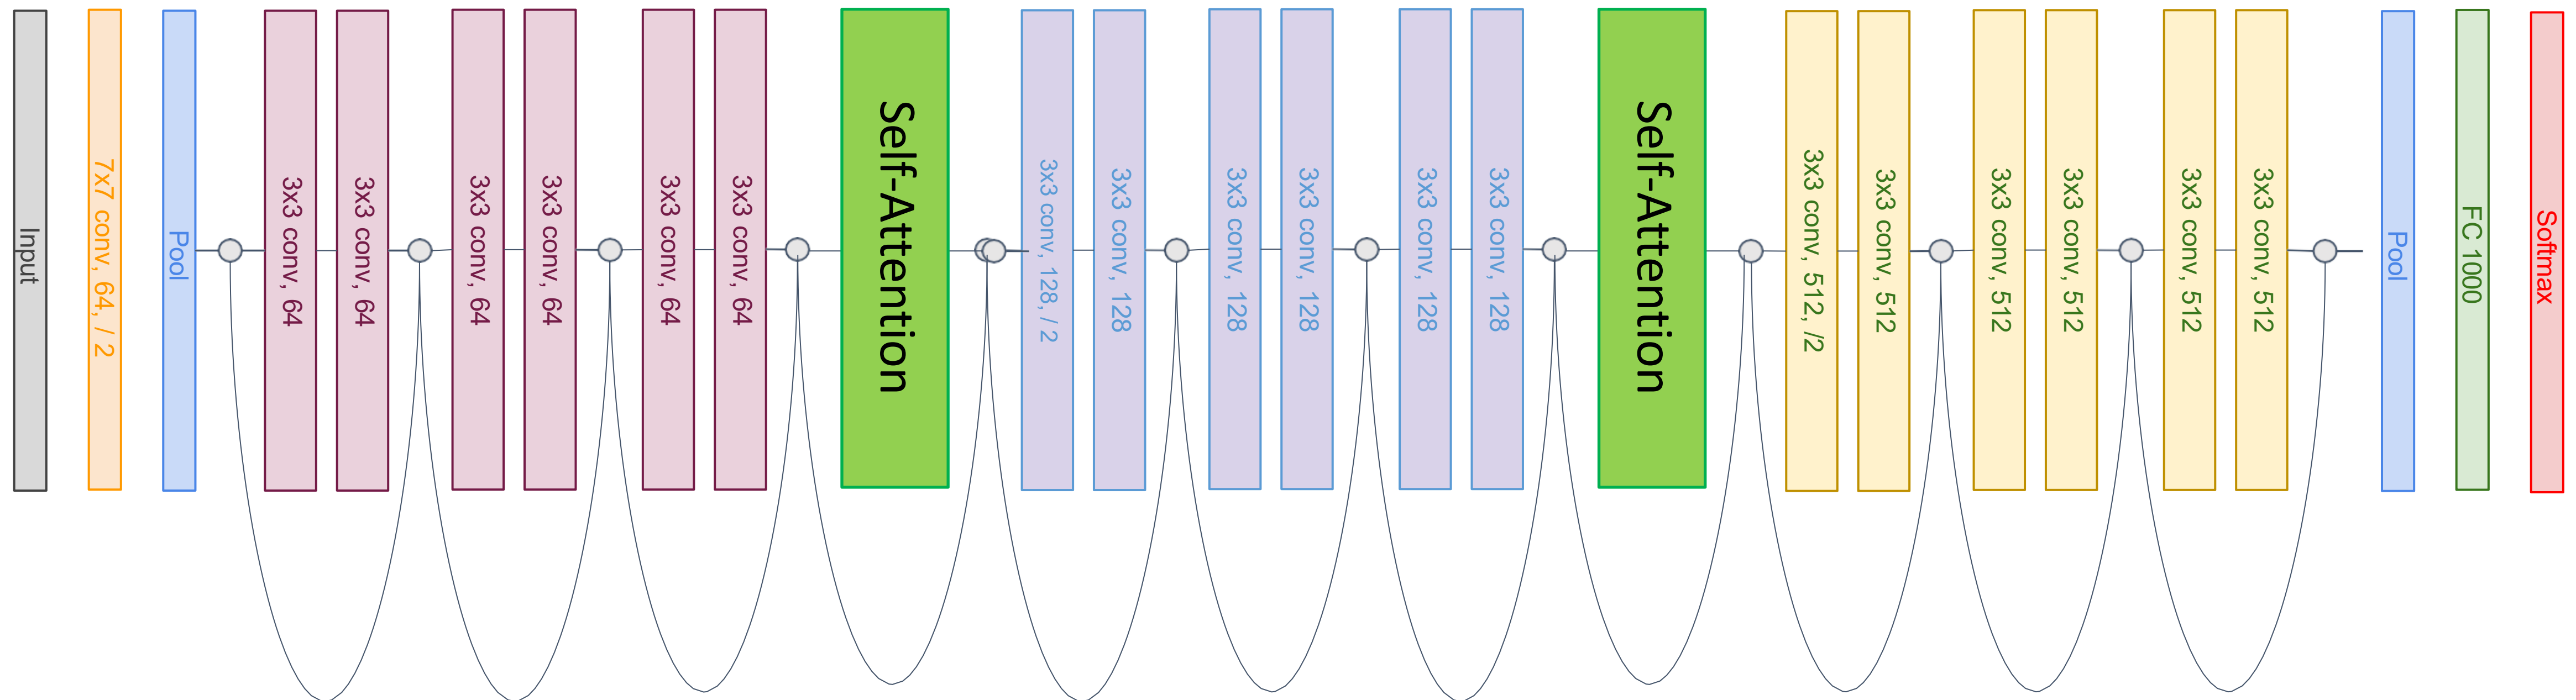 Input
7x7 conv, 64, / 2
Pool
3x3 conv, 64
3x3 conv, 64
3x3 conv, 64
3x3 conv, 64
3x3 conv, 64
3x3 conv, 64
Self-Attention
3x3 conv, 128, / 2
3x3 conv, 128
3x3 conv, 128
3x3 conv, 128
3x3 conv, 128
3x3 conv, 128
Self-Attention
3x3 conv, 512, /2
3x3 conv, 512
3x3 conv, 512
3x3 conv, 512
3x3 conv, 512
3x3 conv, 512
Pool
FC 1000
Softmax